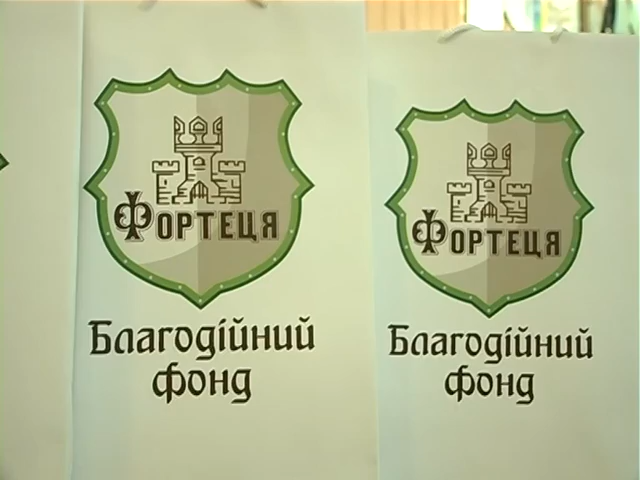 Фортеця
Благодійний
фонд
Фортеця
Благодійний
фонд